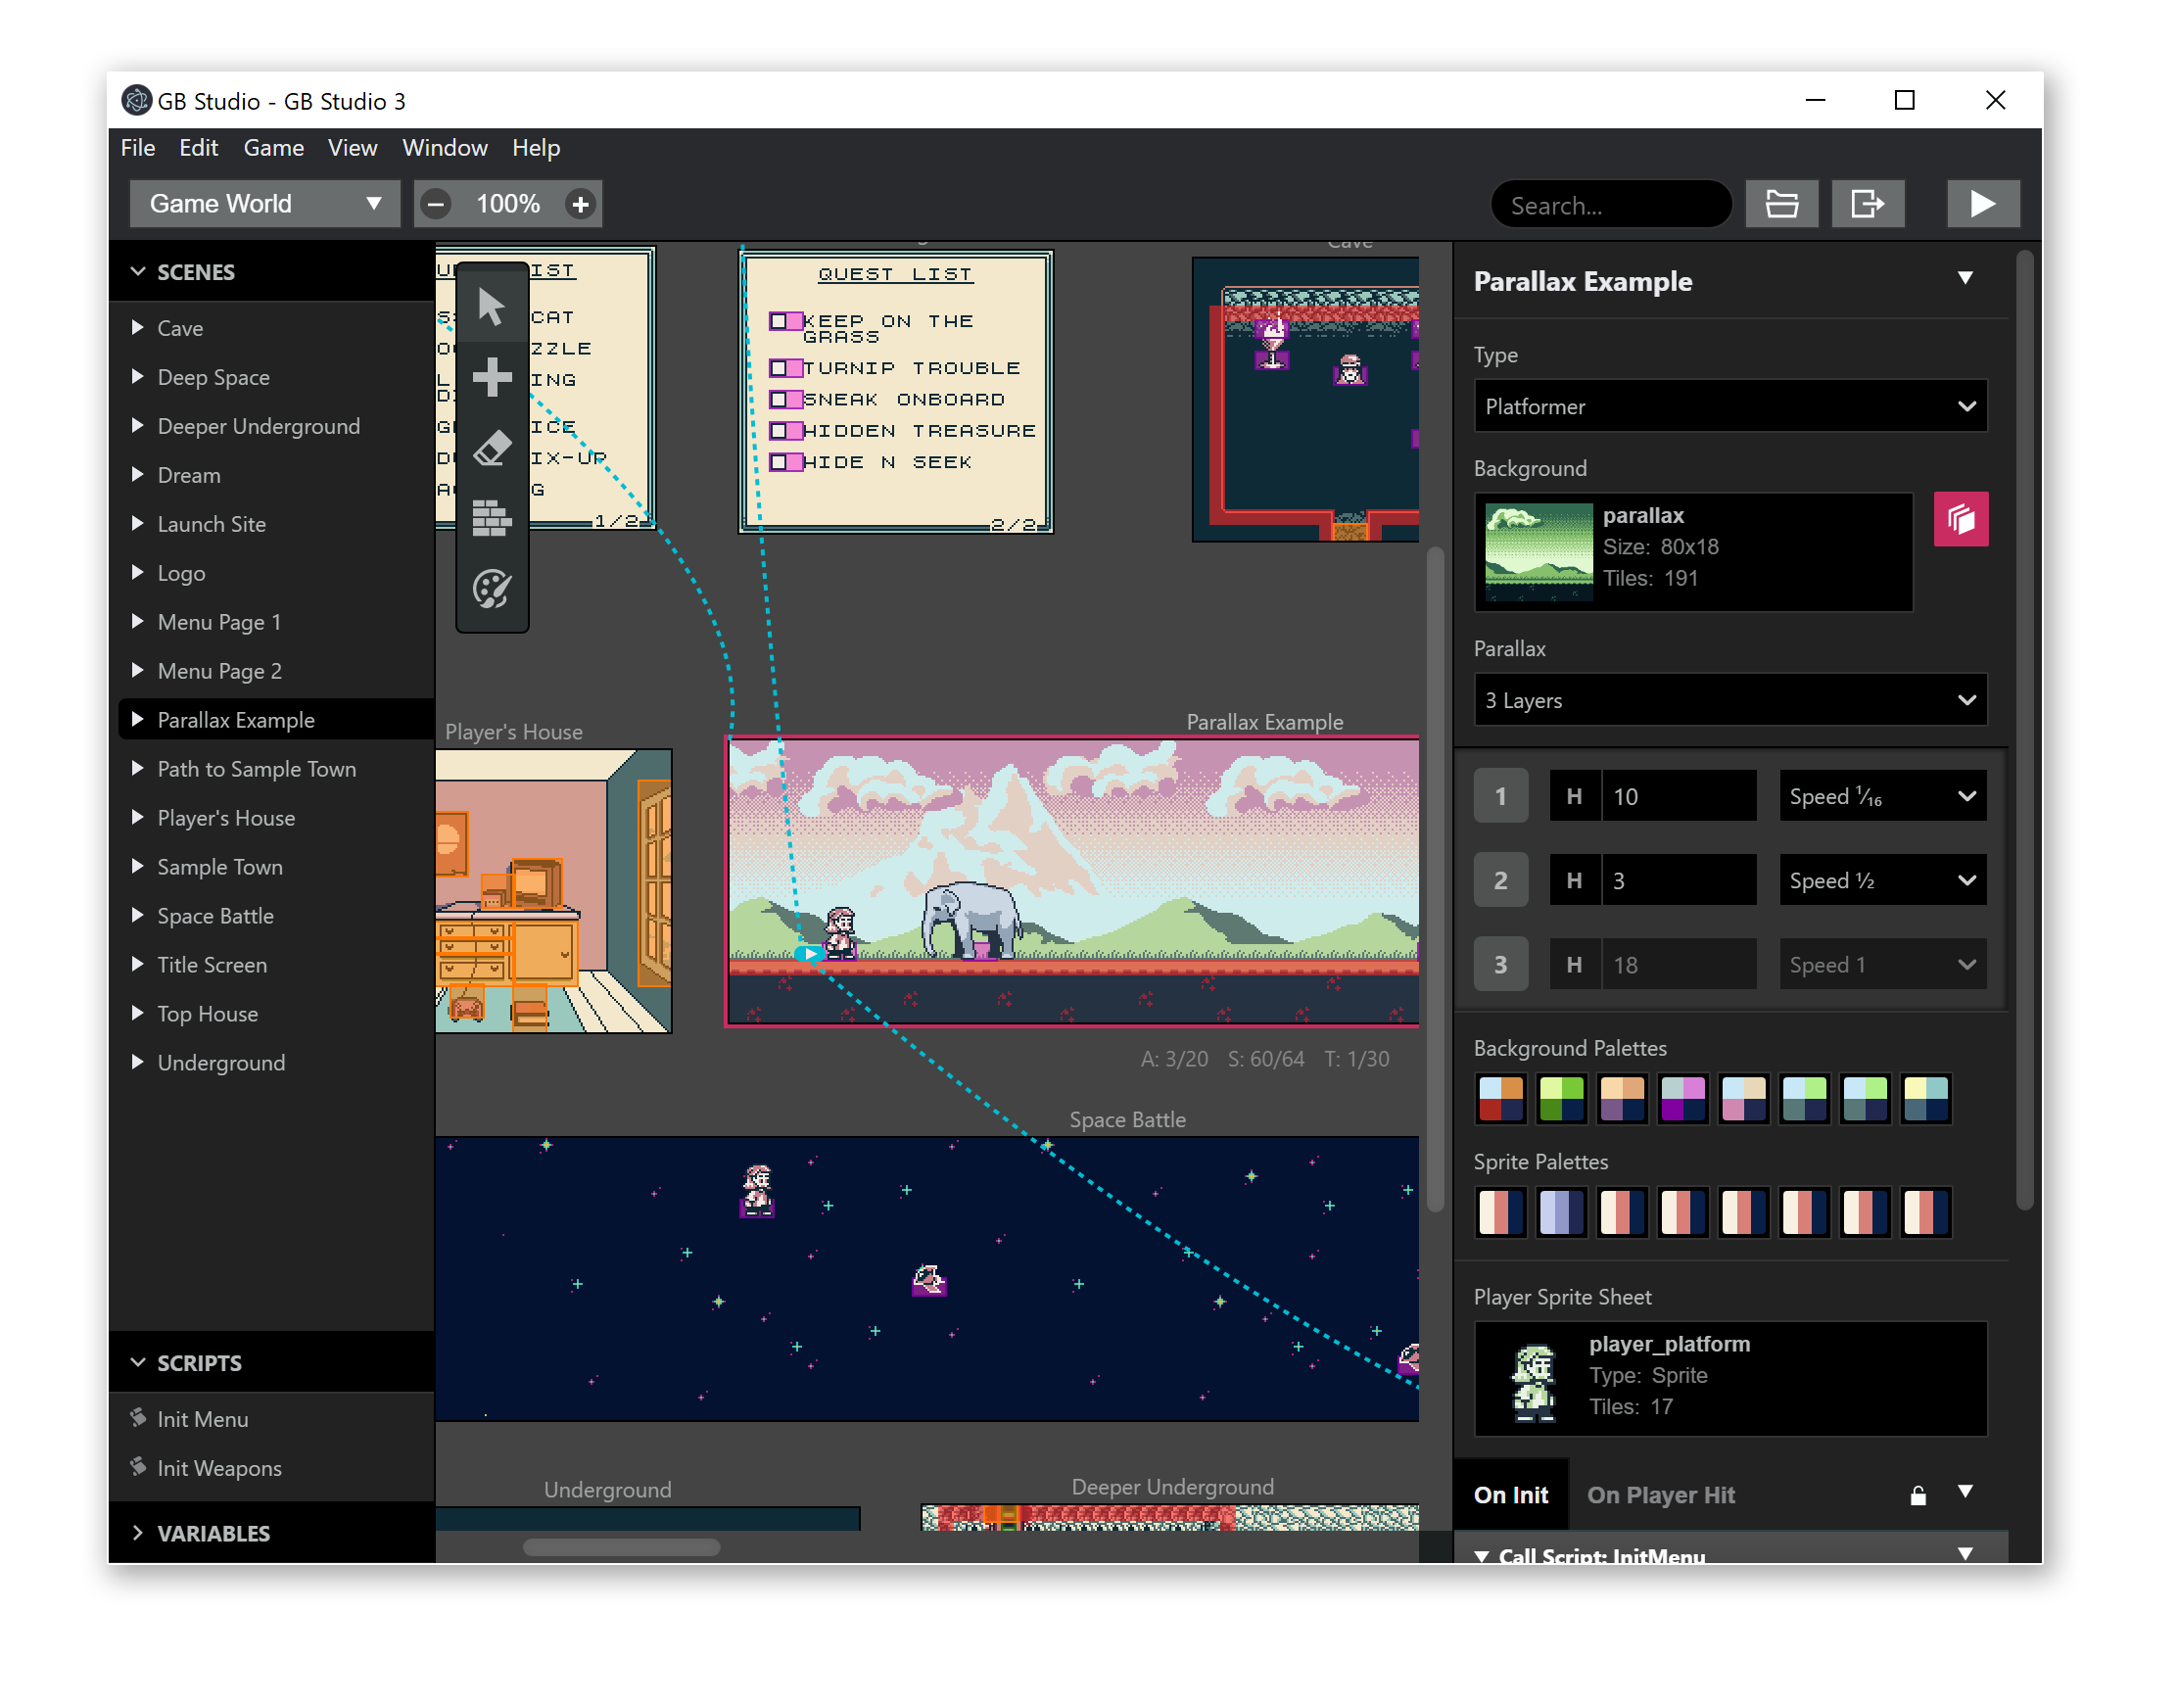 GB Studio - GB Studio 3
File Edit Game View Window Help
Game World
100%
Search...
SCENES
Cave
Deep Space
Deeper Underground
Dream
Launch Site
Logo
Menu Page 1
Menu Page 2
Parallax Example
Path to Sample Town
Player's House
Sample Town
Space Battle
Title Screen
Top House
Underground
SCRIPTS
Init Menu
Init Weapons
VARIABLES
IST
CAT
ZZLE
ING
ICE
IX-UP
G
1/2
QUEST LIST
KEEP ON THE
GRASS
TURNIP TROUBLE
SNEAK ONBOARD
HIDDEN TREASURE
HIDE N SEEK
2/2
Cave
Player's House
Parallax Example
A: 3/20 S: 60/64 T: 1/30
Space Battle
Underground
Deeper Underground
Parallax Example
Type
Platformer
Background
parallax
Size: 80x18
Tiles: 191
Parallax
3 Layers
1 H 10 Speed ⅟₁₆
2 H 3 Speed ½
3 H 18 Speed 1
Background Palettes
Sprite Palettes
Player Sprite Sheet
player_platform
Type: Sprite
Tiles: 17
On Init On Player Hit
Call Script: InitMenu